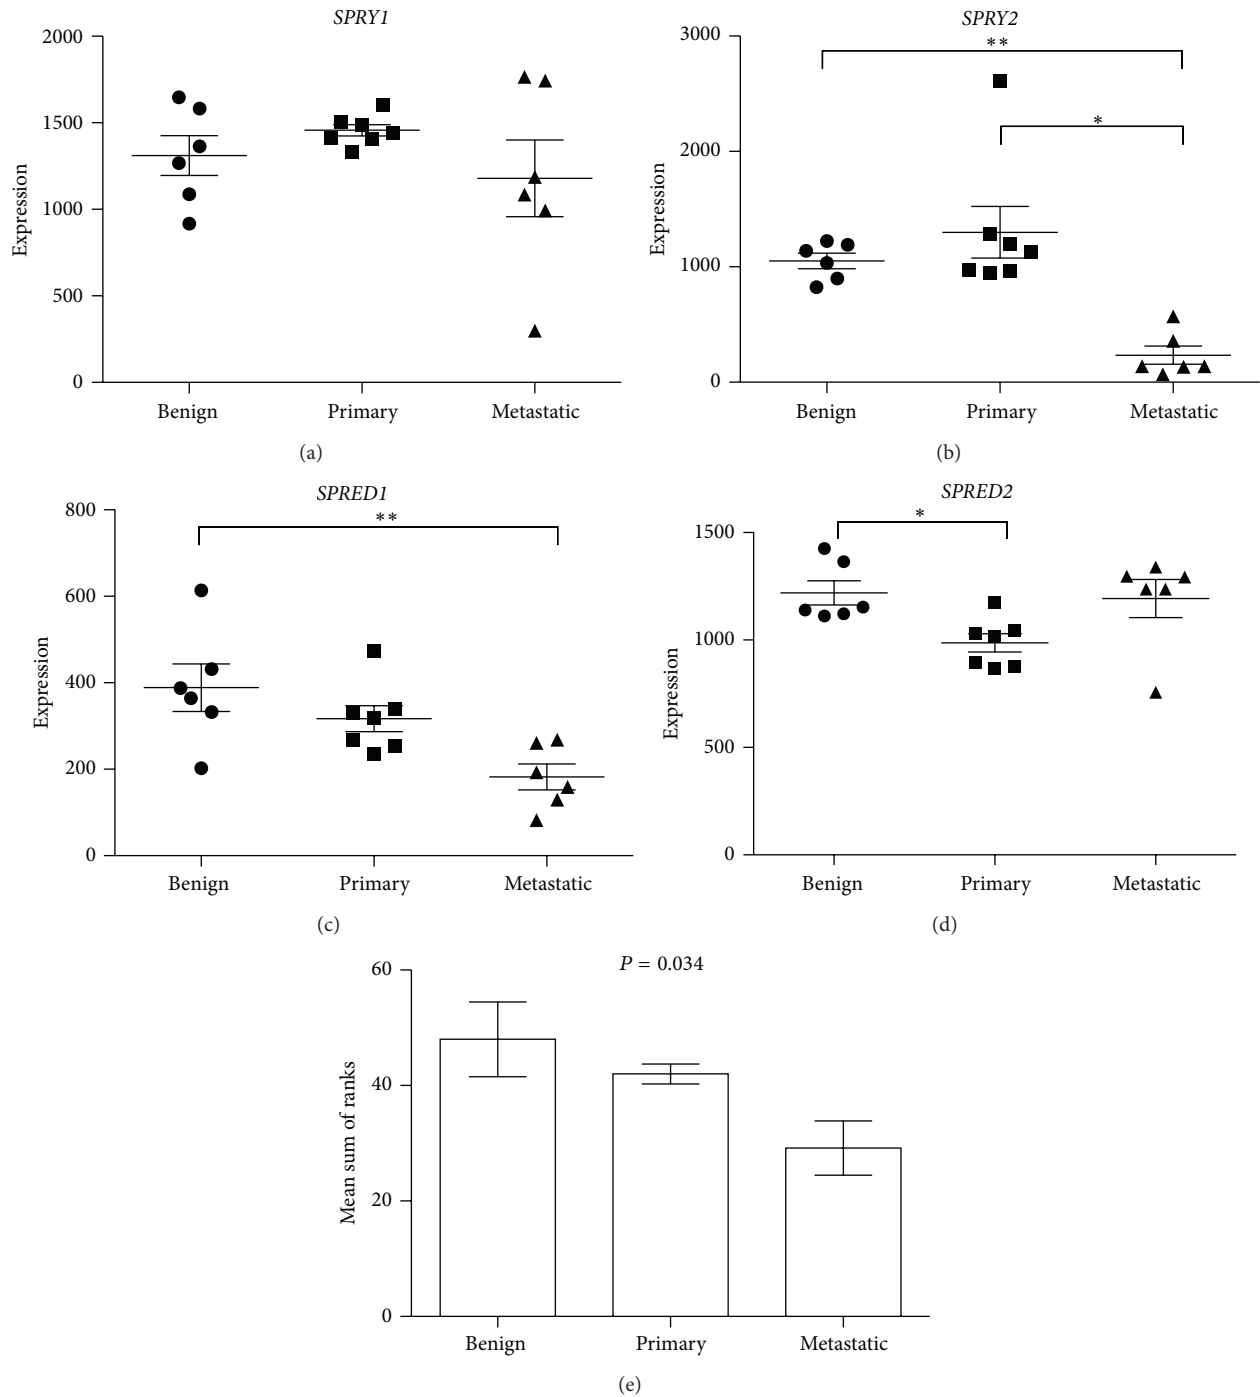 SPRY1
2000
1500
1000
500
0
Expression
Benign Primary Metastatic
(a)
SPRY2
3000
2000
1000
0
Expression
**
*
Benign Primary Metastatic
(b)
SPRED1
800
600
400
200
0
Expression
**
Benign Primary Metastatic
(c)
SPRED2
1500
1000
500
0
Expression
*
Benign Primary Metastatic
(d)
P = 0.034
60
40
20
0
Mean sum of ranks
Benign Primary Metastatic
(e)